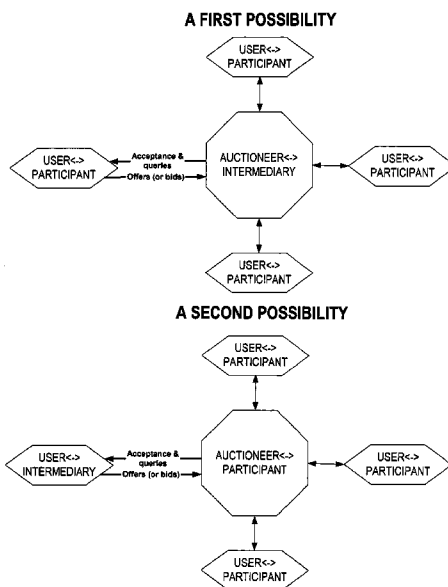 A FIRST POSSIBILITY
USER<->
PARTICIPANT
USER<->
PARTICIPANT
Acceptance &
queries
Offers (or bids)
AUCTIONEER<->
INTERMEDIARY
USER<->
PARTICIPANT
USER<->
PARTICIPANT
A SECOND POSSIBILITY
USER<->
PARTICIPANT
USER<->
INTERMEDIARY
Acceptance &
queries
Offers (or bids)
AUCTIONEER<->
PARTICIPANT
USER<->
PARTICIPANT
USER<->
PARTICIPANT